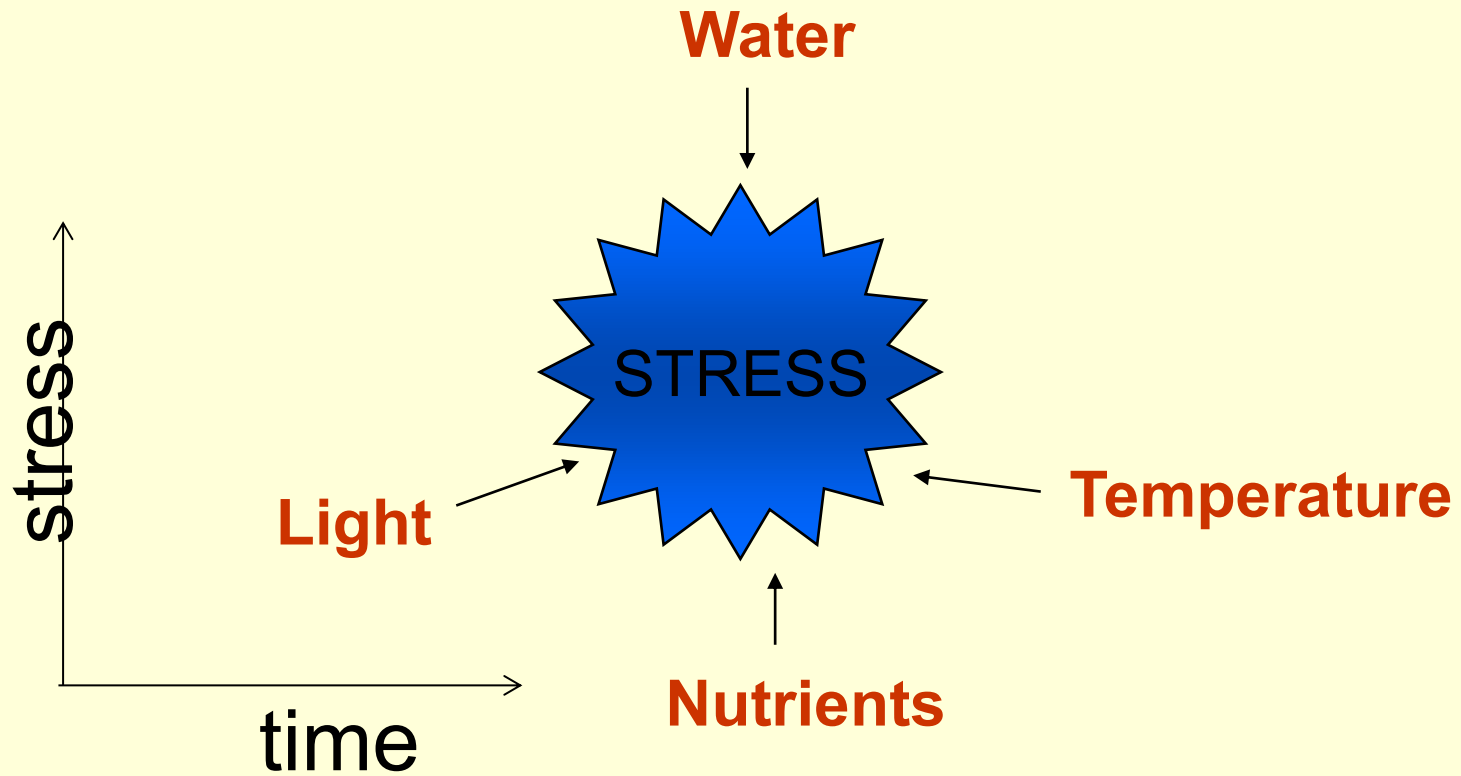 Water
stress
STRESS
Light
Temperature
Nutrients
time